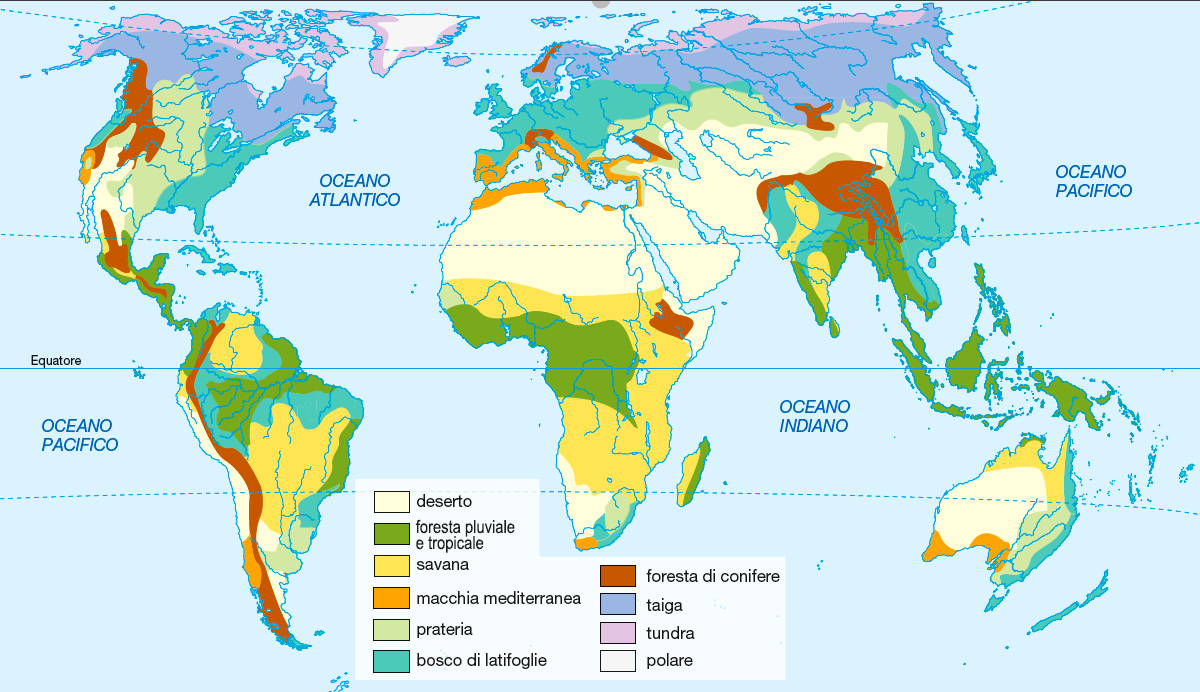 OCEANO
ATLANTICO
OCEANO
PACIFICO
Equatore
OCEANO
PACIFICO
OCEANO
INDIANO
deserto
foresta pluviale
e tropicale
savana
macchia mediterranea
prateria
bosco di latifoglie
foresta di conifere
taiga
tundra
polare